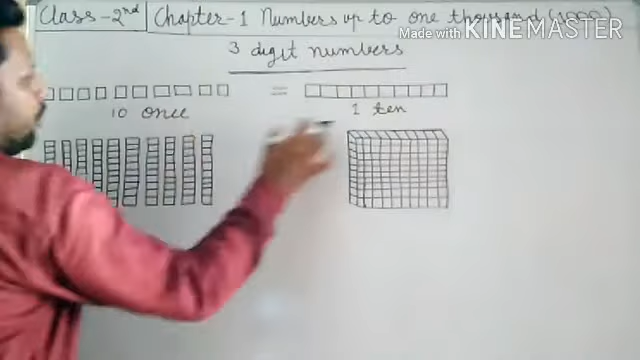 Class-2nd Chapter-1 Numbers up to one thousand (1000)
Made with KINEMASTER
3 digit numbers
=
10 once 1 ten